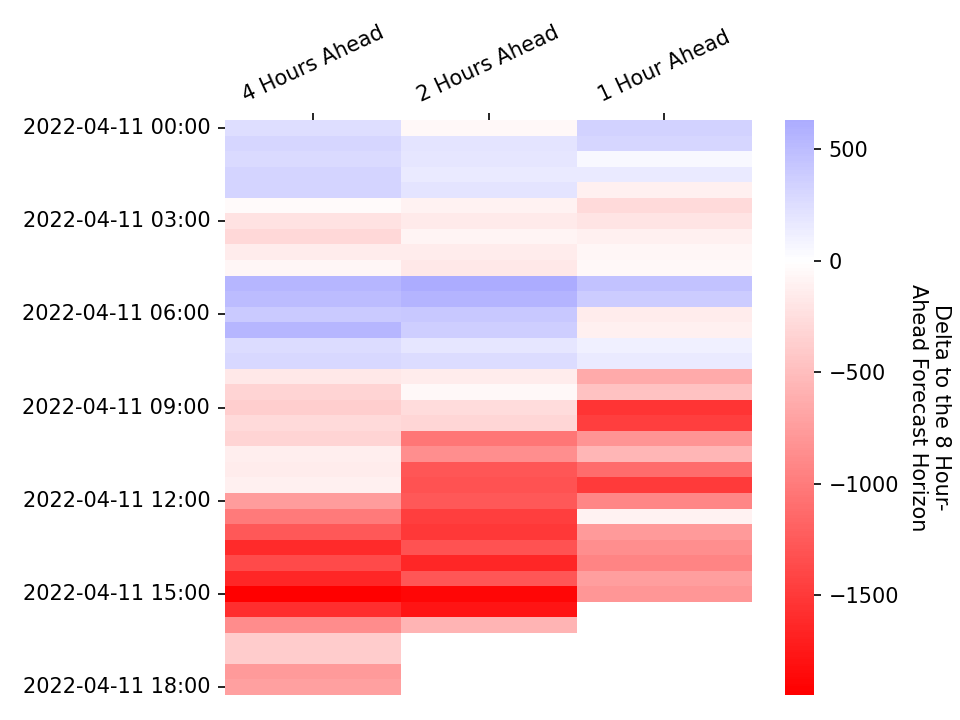 4 Hours Ahead
2 Hours Ahead
1 Hour Ahead
2022-04-11 00:00
2022-04-11 03:00
2022-04-11 06:00
2022-04-11 09:00
2022-04-11 12:00
2022-04-11 15:00
2022-04-11 18:00
500
0
−500
−1000
−1500
Delta to the 8 Hour-
Ahead Forecast Horizon